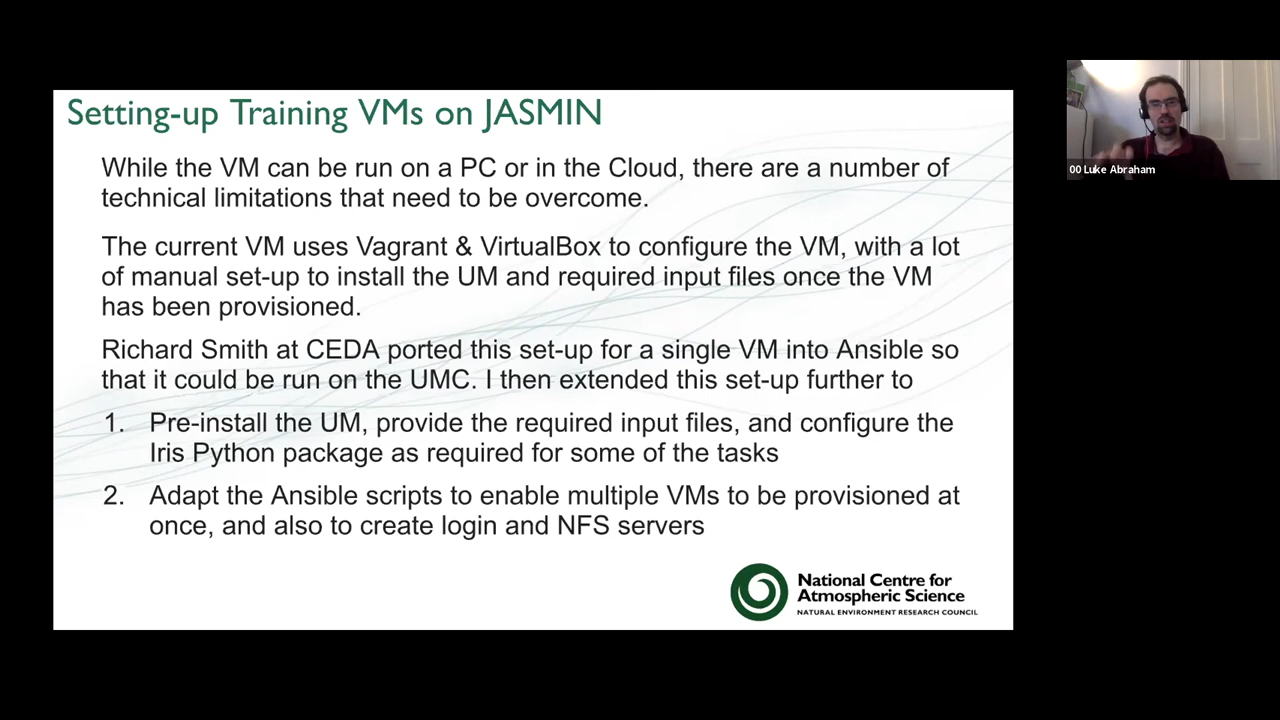 Setting-up Training VMs on JASMIN
While the VM can be run on a PC or in the Cloud, there are a number of
technical limitations that need to be overcome.
The current VM uses Vagrant & VirtualBox to configure the VM, with a lot
of manual set-up to install the UM and required input files once the VM
has been provisioned.
Richard Smith at CEDA ported this set-up for a single VM into Ansible so
that it could be run on the UMC. I then extended this set-up further to
1. Pre-install the UM, provide the required input files, and configure the
Iris Python package as required for some of the tasks
2. Adapt the Ansible scripts to enable multiple VMs to be provisioned at
once, and also to create login and NFS servers
National Centre for
Atmospheric Science
NATURAL ENVIRONMENT RESEARCH COUNCIL
00 Luke Abraham